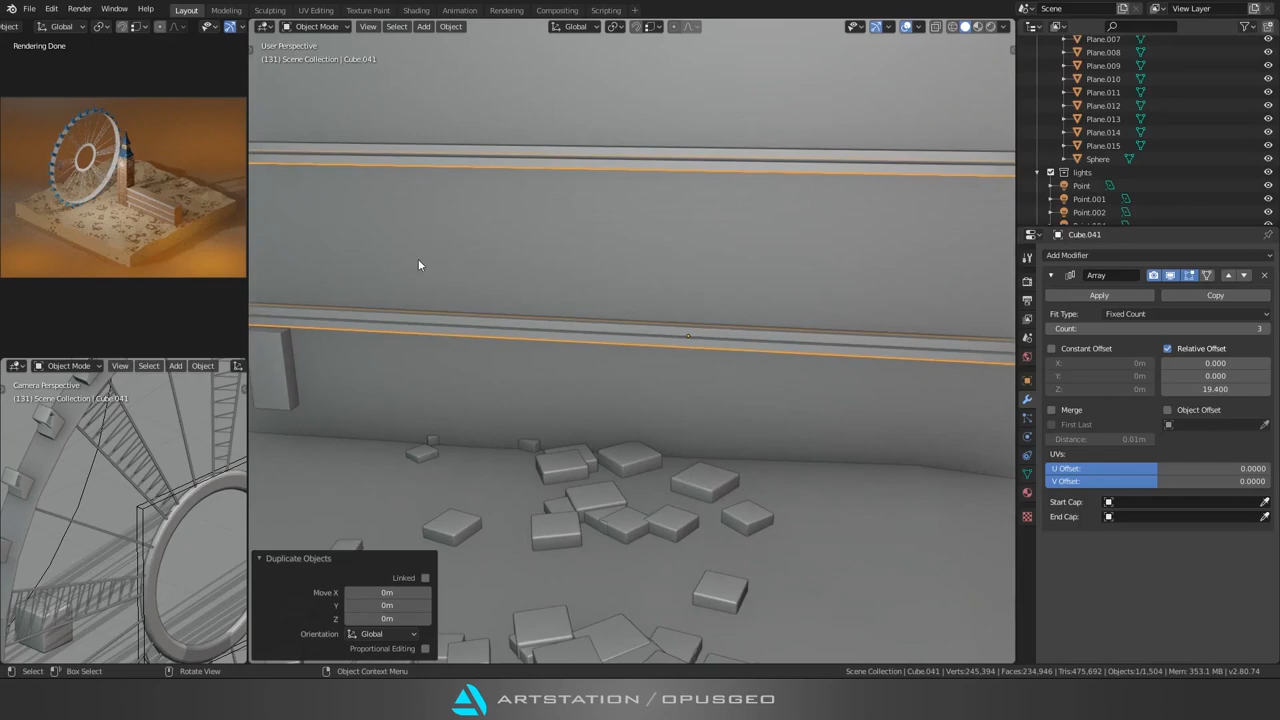 File Edit Render Window Help Layout Modeling Sculpting UV Editing Texture Paint Shading Animation Rendering Compositing Scripting + Scene View Layer
Global Object Mode View Select Add Object Global
Rendering Done
User Perspective
(131) Scene Collection | Cube.041
Object Mode View Select Add Object
Camera Perspective
(131) Scene Collection | Cube.041
Duplicate Objects
Linked
Move X 0m
Y 0m
Z 0m
Orientation Global
Proportional Editing
Plane.007
Plane.008
Plane.009
Plane.010
Plane.011
Plane.012
Plane.013
Plane.014
Plane.015
Sphere
lights
Point
Point.001
Point.002
Cube.041
Add Modifier
Array
Apply Copy
Fit Type: Fixed Count
Count: 3
Constant Offset Relative Offset
X: 0m 0.000
Y: 0m 0.000
Z: 0m 19.400
Merge Object Offset
First Last
Distance: 0.01m
UVs:
U Offset: 0.0000
V Offset: 0.0000
Start Cap:
End Cap:
Select Box Select Rotate View Object Context Menu Scene Collection | Cube.041 | Verts:245,394 | Faces:234,946 | Tris:475,692 | Objects:1/1,504 | Mem: 353.1 MB | v2.80.74
ARTSTATION / OPUSGEO